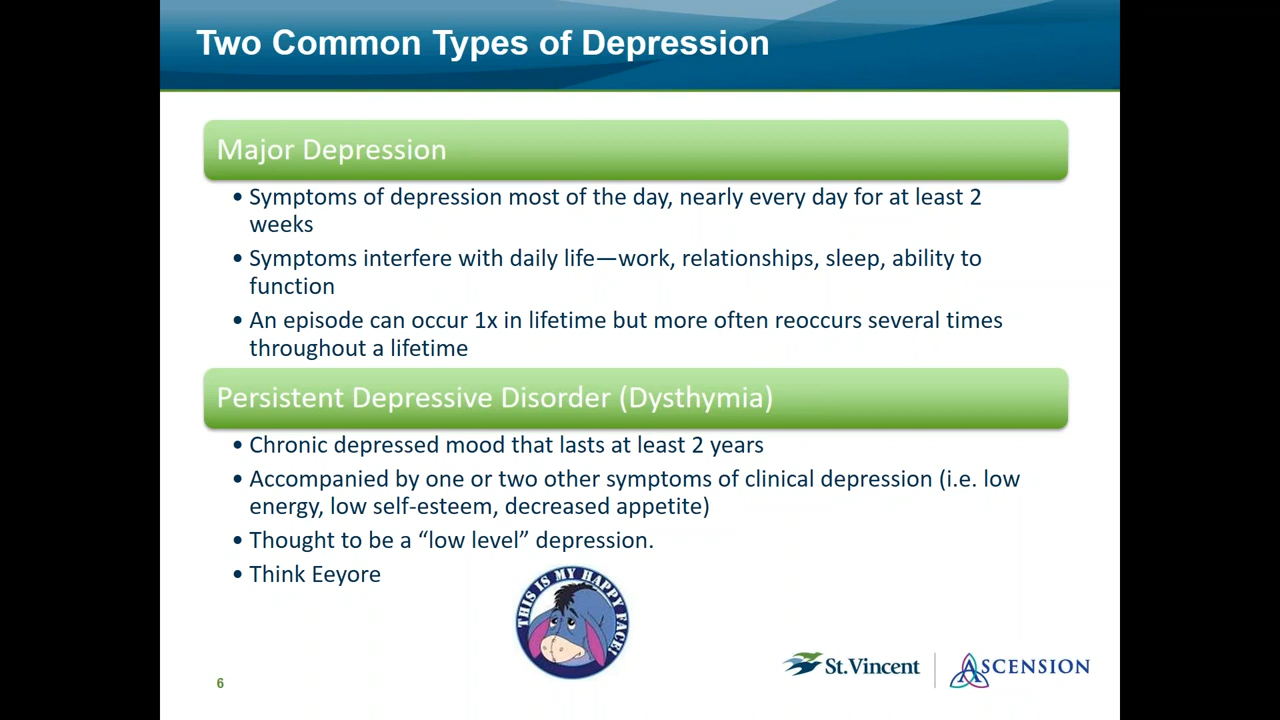 Two Common Types of Depression
Major Depression
• Symptoms of depression most of the day, nearly every day for at least 2
weeks
• Symptoms interfere with daily life—work, relationships, sleep, ability to
function
• An episode can occur 1x in lifetime but more often reoccurs several times
throughout a lifetime
Persistent Depressive Disorder (Dysthymia)
• Chronic depressed mood that lasts at least 2 years
• Accompanied by one or two other symptoms of clinical depression (i.e. low
energy, low self-esteem, decreased appetite)
• Thought to be a “low level” depression.
• Think Eeyore
THIS IS MY HAPPY FACE!
St.Vincent
ASCENSION
6